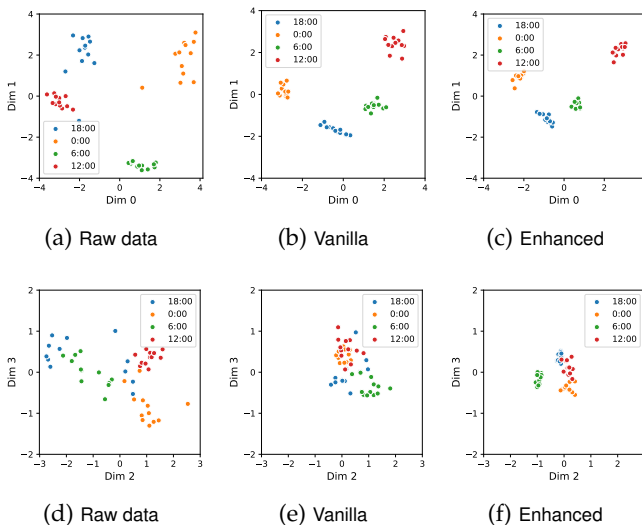 4
2
0
−2
−4
Dim 1
18:00
0:00
6:00
12:00
−4 −2 0 2 4
Dim 0
(a) Raw data
4
2
0
−2
−4
Dim 1
18:00
0:00
6:00
12:00
−4 −2 0 2 4
Dim 0
(b) Vanilla
4
2
0
−2
−4
Dim 1
18:00
0:00
6:00
12:00
−4 −2 0 2
Dim 0
(c) Enhanced
2
1
0
−1
−2
Dim 3
18:00
0:00
6:00
12:00
−3 −2 −1 0 1 2 3
Dim 2
(d) Raw data
2
1
0
−1
−2
Dim 3
18:00
0:00
6:00
12:00
−3 −2 −1 0 1 2 3
Dim 2
(e) Vanilla
2
1
0
−1
−2
Dim 3
18:00
0:00
6:00
12:00
−3 −2 −1 0 1 2
Dim 2
(f) Enhanced